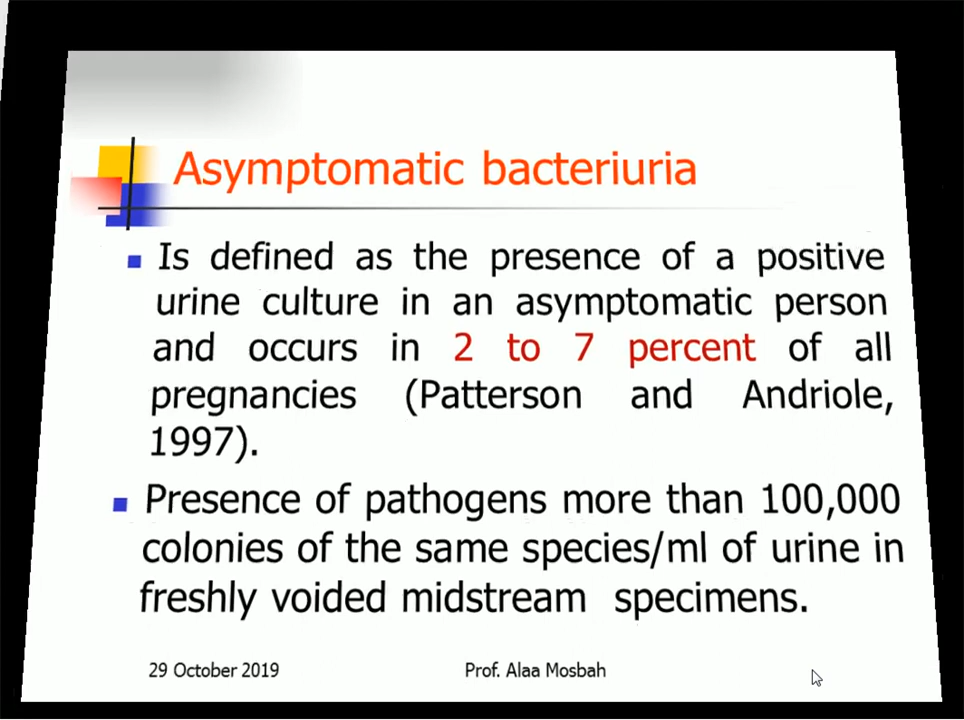 Asymptomatic bacteriuria
Is defined as the presence of a positive
urine culture in an asymptomatic person
and occurs in 2 to 7 percent of all
pregnancies (Patterson and Andriole,
1997).
Presence of pathogens more than 100,000
colonies of the same species/ml of urine in
freshly voided midstream specimens.
29 October 2019
Prof. Alaa Mosbah